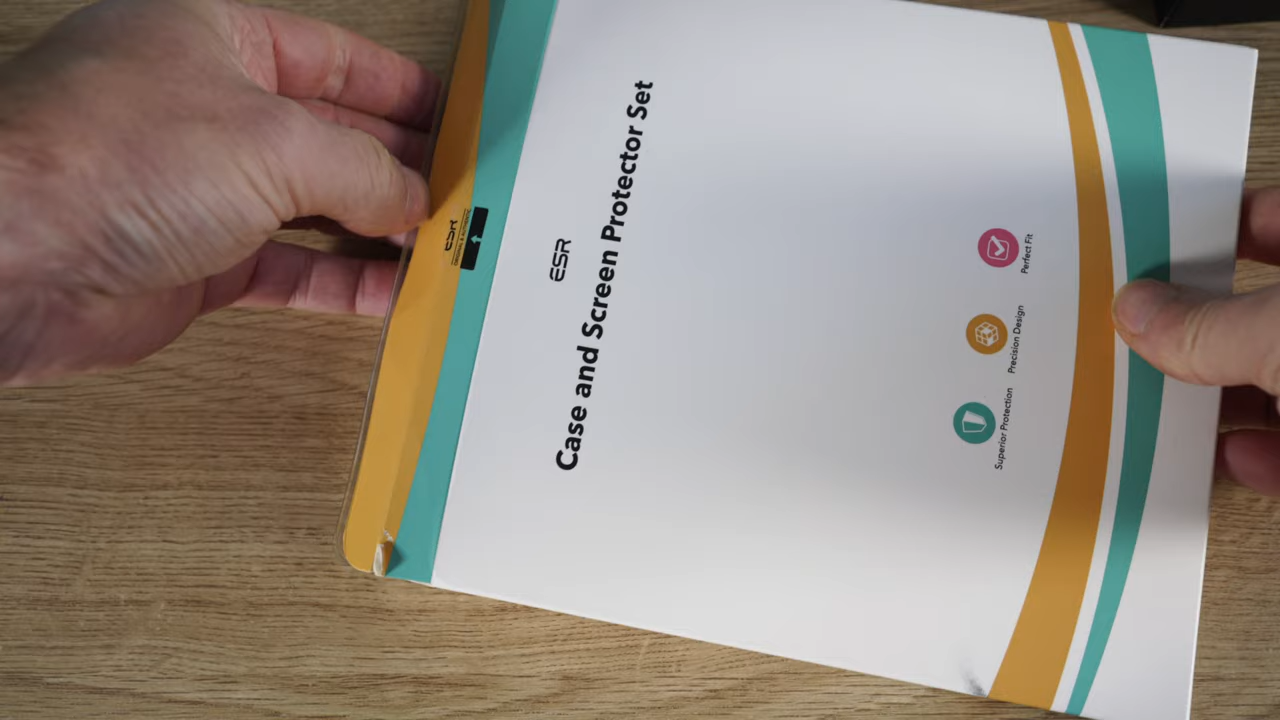 ESR
Case and Screen Protector Set
Superior Protection
Precision Design
Perfect Fit
ESR